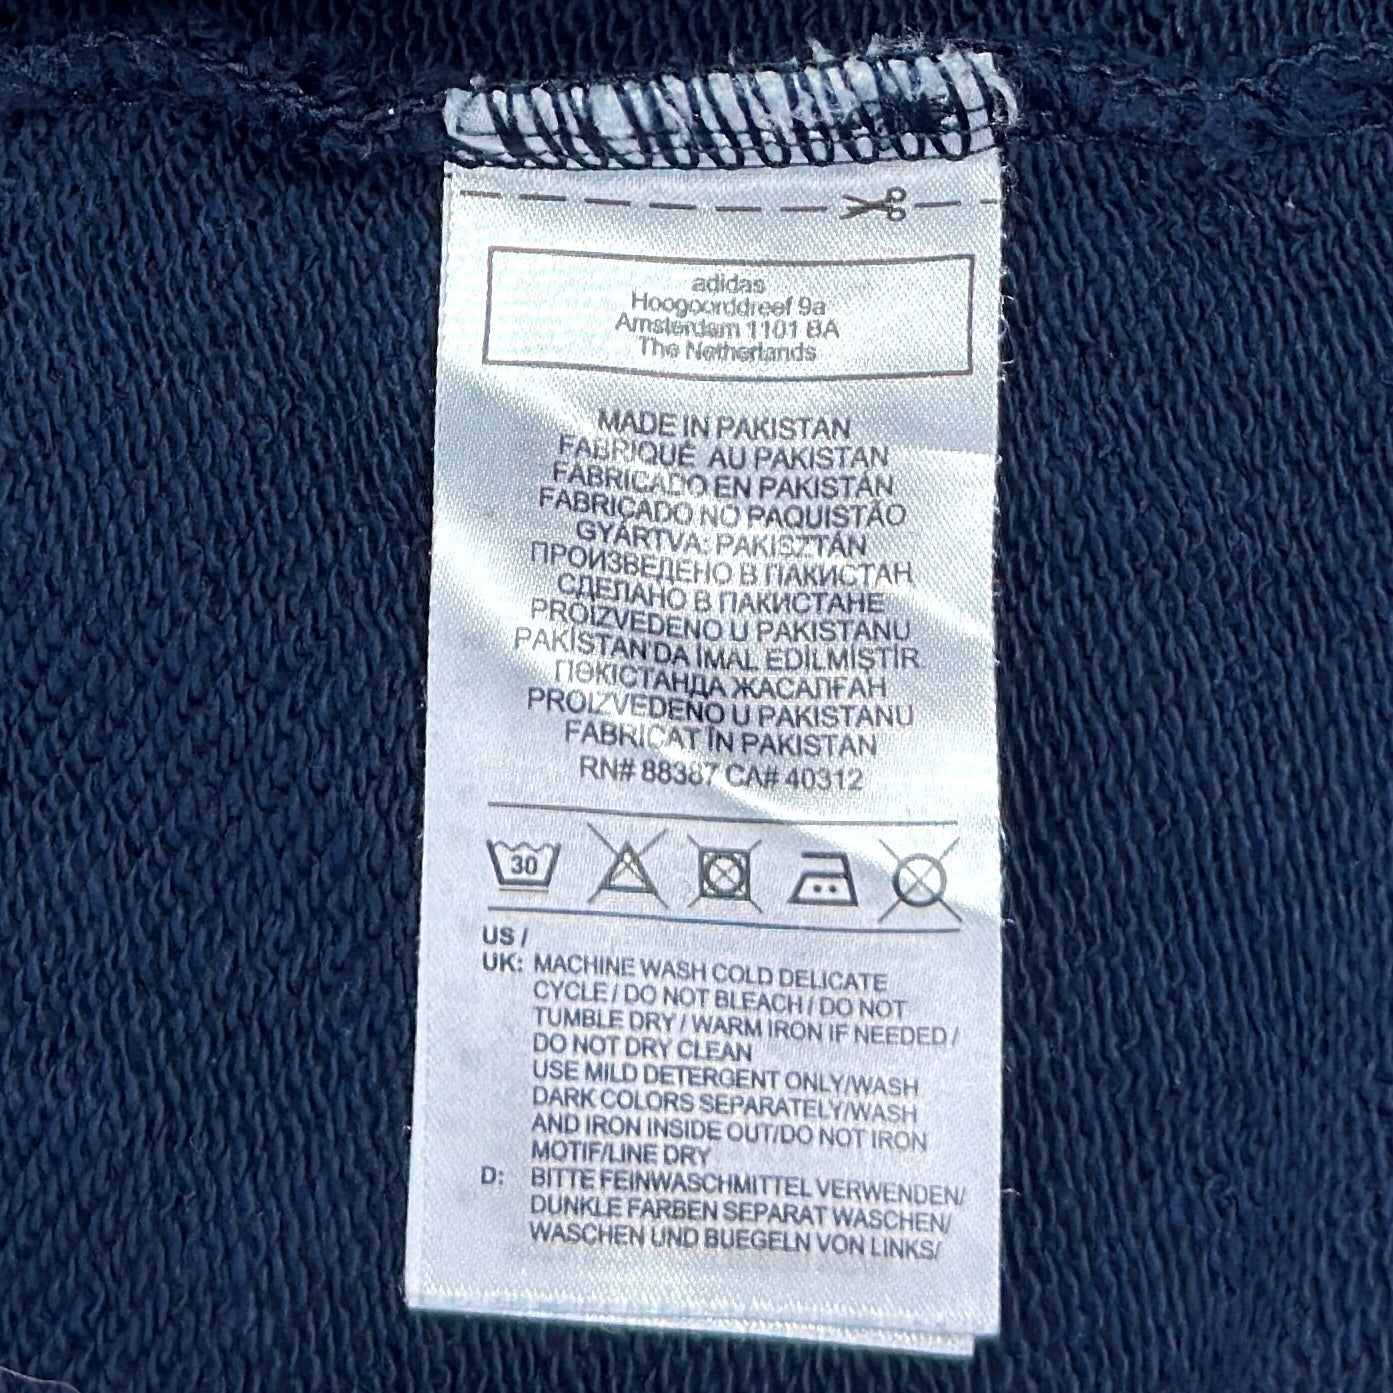 adidas
Hoogoorddreef 9a
Amsterdam 1101 BA
The Netherlands
MADE IN PAKISTAN
FABRIQUÉ AU PAKISTAN
FABRICADO EN PAKISTÁN
FABRICADO NO PAQUISTÃO
GYÁRTVA: PAKISZTÁN
ПРОИЗВЕДЕНО В ПАКИСТАН
СДЕЛАНО В ПАКИСТАНЕ
PROIZVEDENO U PAKISTANU
PAKİSTAN'DA İMAL EDİLMİŞTİR
ПӘКІСТАНДА ЖАСАЛҒАН
PROIZVEDENO U PAKISTANU
FABRICAT ÎN PAKISTAN
RN# 88387 CA# 40312
30
US /
UK: MACHINE WASH COLD DELICATE
CYCLE / DO NOT BLEACH / DO NOT
TUMBLE DRY / WARM IRON IF NEEDED /
DO NOT DRY CLEAN
USE MILD DETERGENT ONLY/WASH
DARK COLORS SEPARATELY/WASH
AND IRON INSIDE OUT/DO NOT IRON
MOTIF/LINE DRY
D: BITTE FEINWASCHMITTEL VERWENDEN/
DUNKLE FARBEN SEPARAT WASCHEN/
WASCHEN UND BUEGELN VON LINKS/